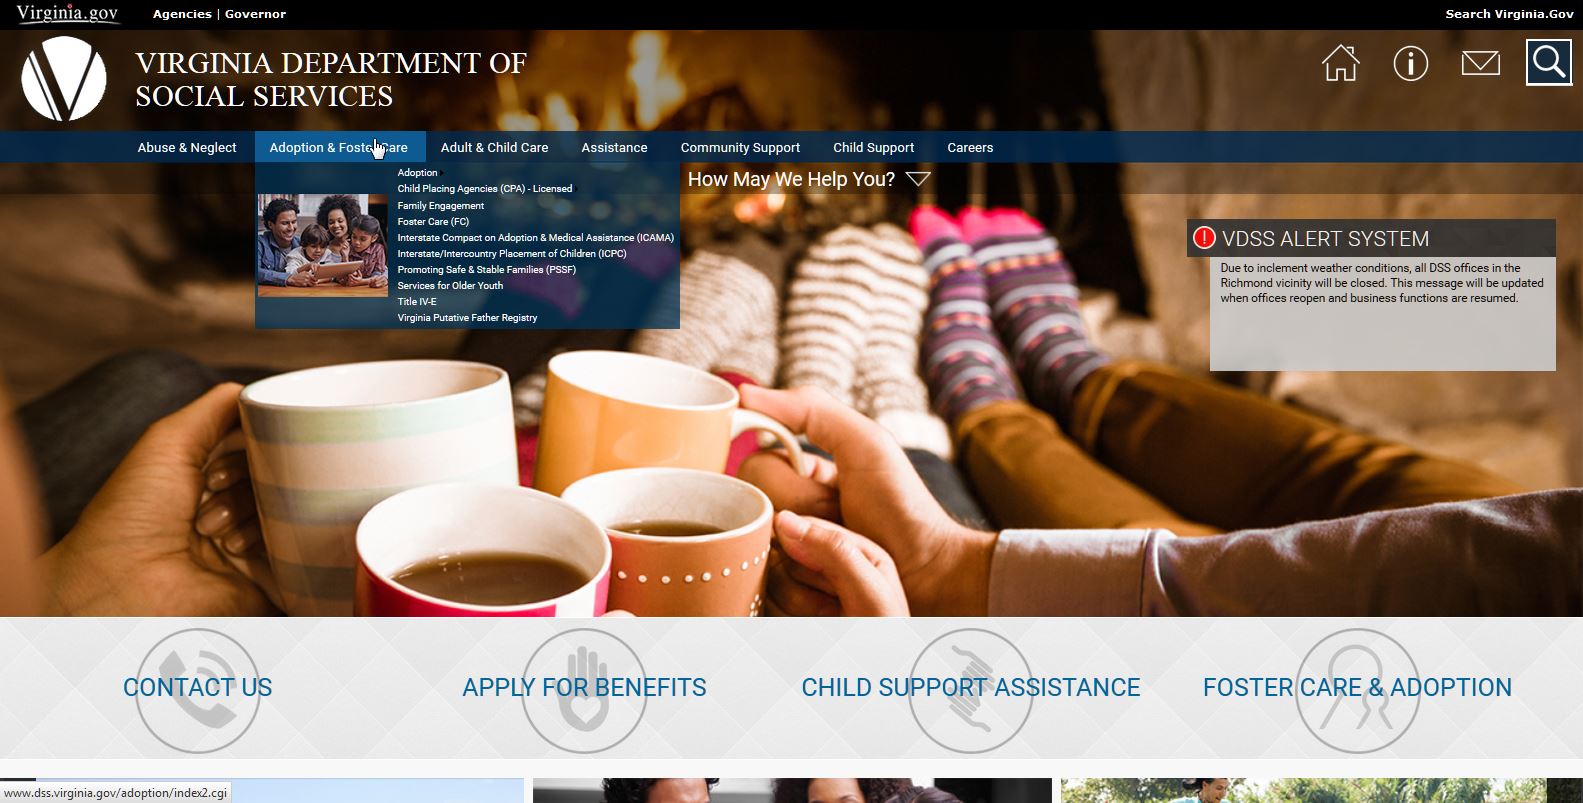 Virginia.gov
Agencies | Governor
Search Virginia.Gov
VIRGINIA DEPARTMENT OF
SOCIAL SERVICES
Abuse & Neglect
Adoption & Foster Care
Adult & Child Care
Assistance
Community Support
Child Support
Careers
Adoption
Child Placing Agencies (CPA) - Licensed
Family Engagement
Foster Care (FC)
Interstate Compact on Adoption & Medical Assistance (ICAMA)
Interstate/Intercountry Placement of Children (ICPC)
Promoting Safe & Stable Families (PSSF)
Services for Older Youth
Title IV-E
Virginia Putative Father Registry
How May We Help You?
VDSS ALERT SYSTEM
Due to inclement weather conditions, all DSS offices in the
Richmond vicinity will be closed. This message will be updated
when offices reopen and business functions are resumed.
CONTACT US
APPLY FOR BENEFITS
CHILD SUPPORT ASSISTANCE
FOSTER CARE & ADOPTION
www.dss.virginia.gov/adoption/index2.cgi